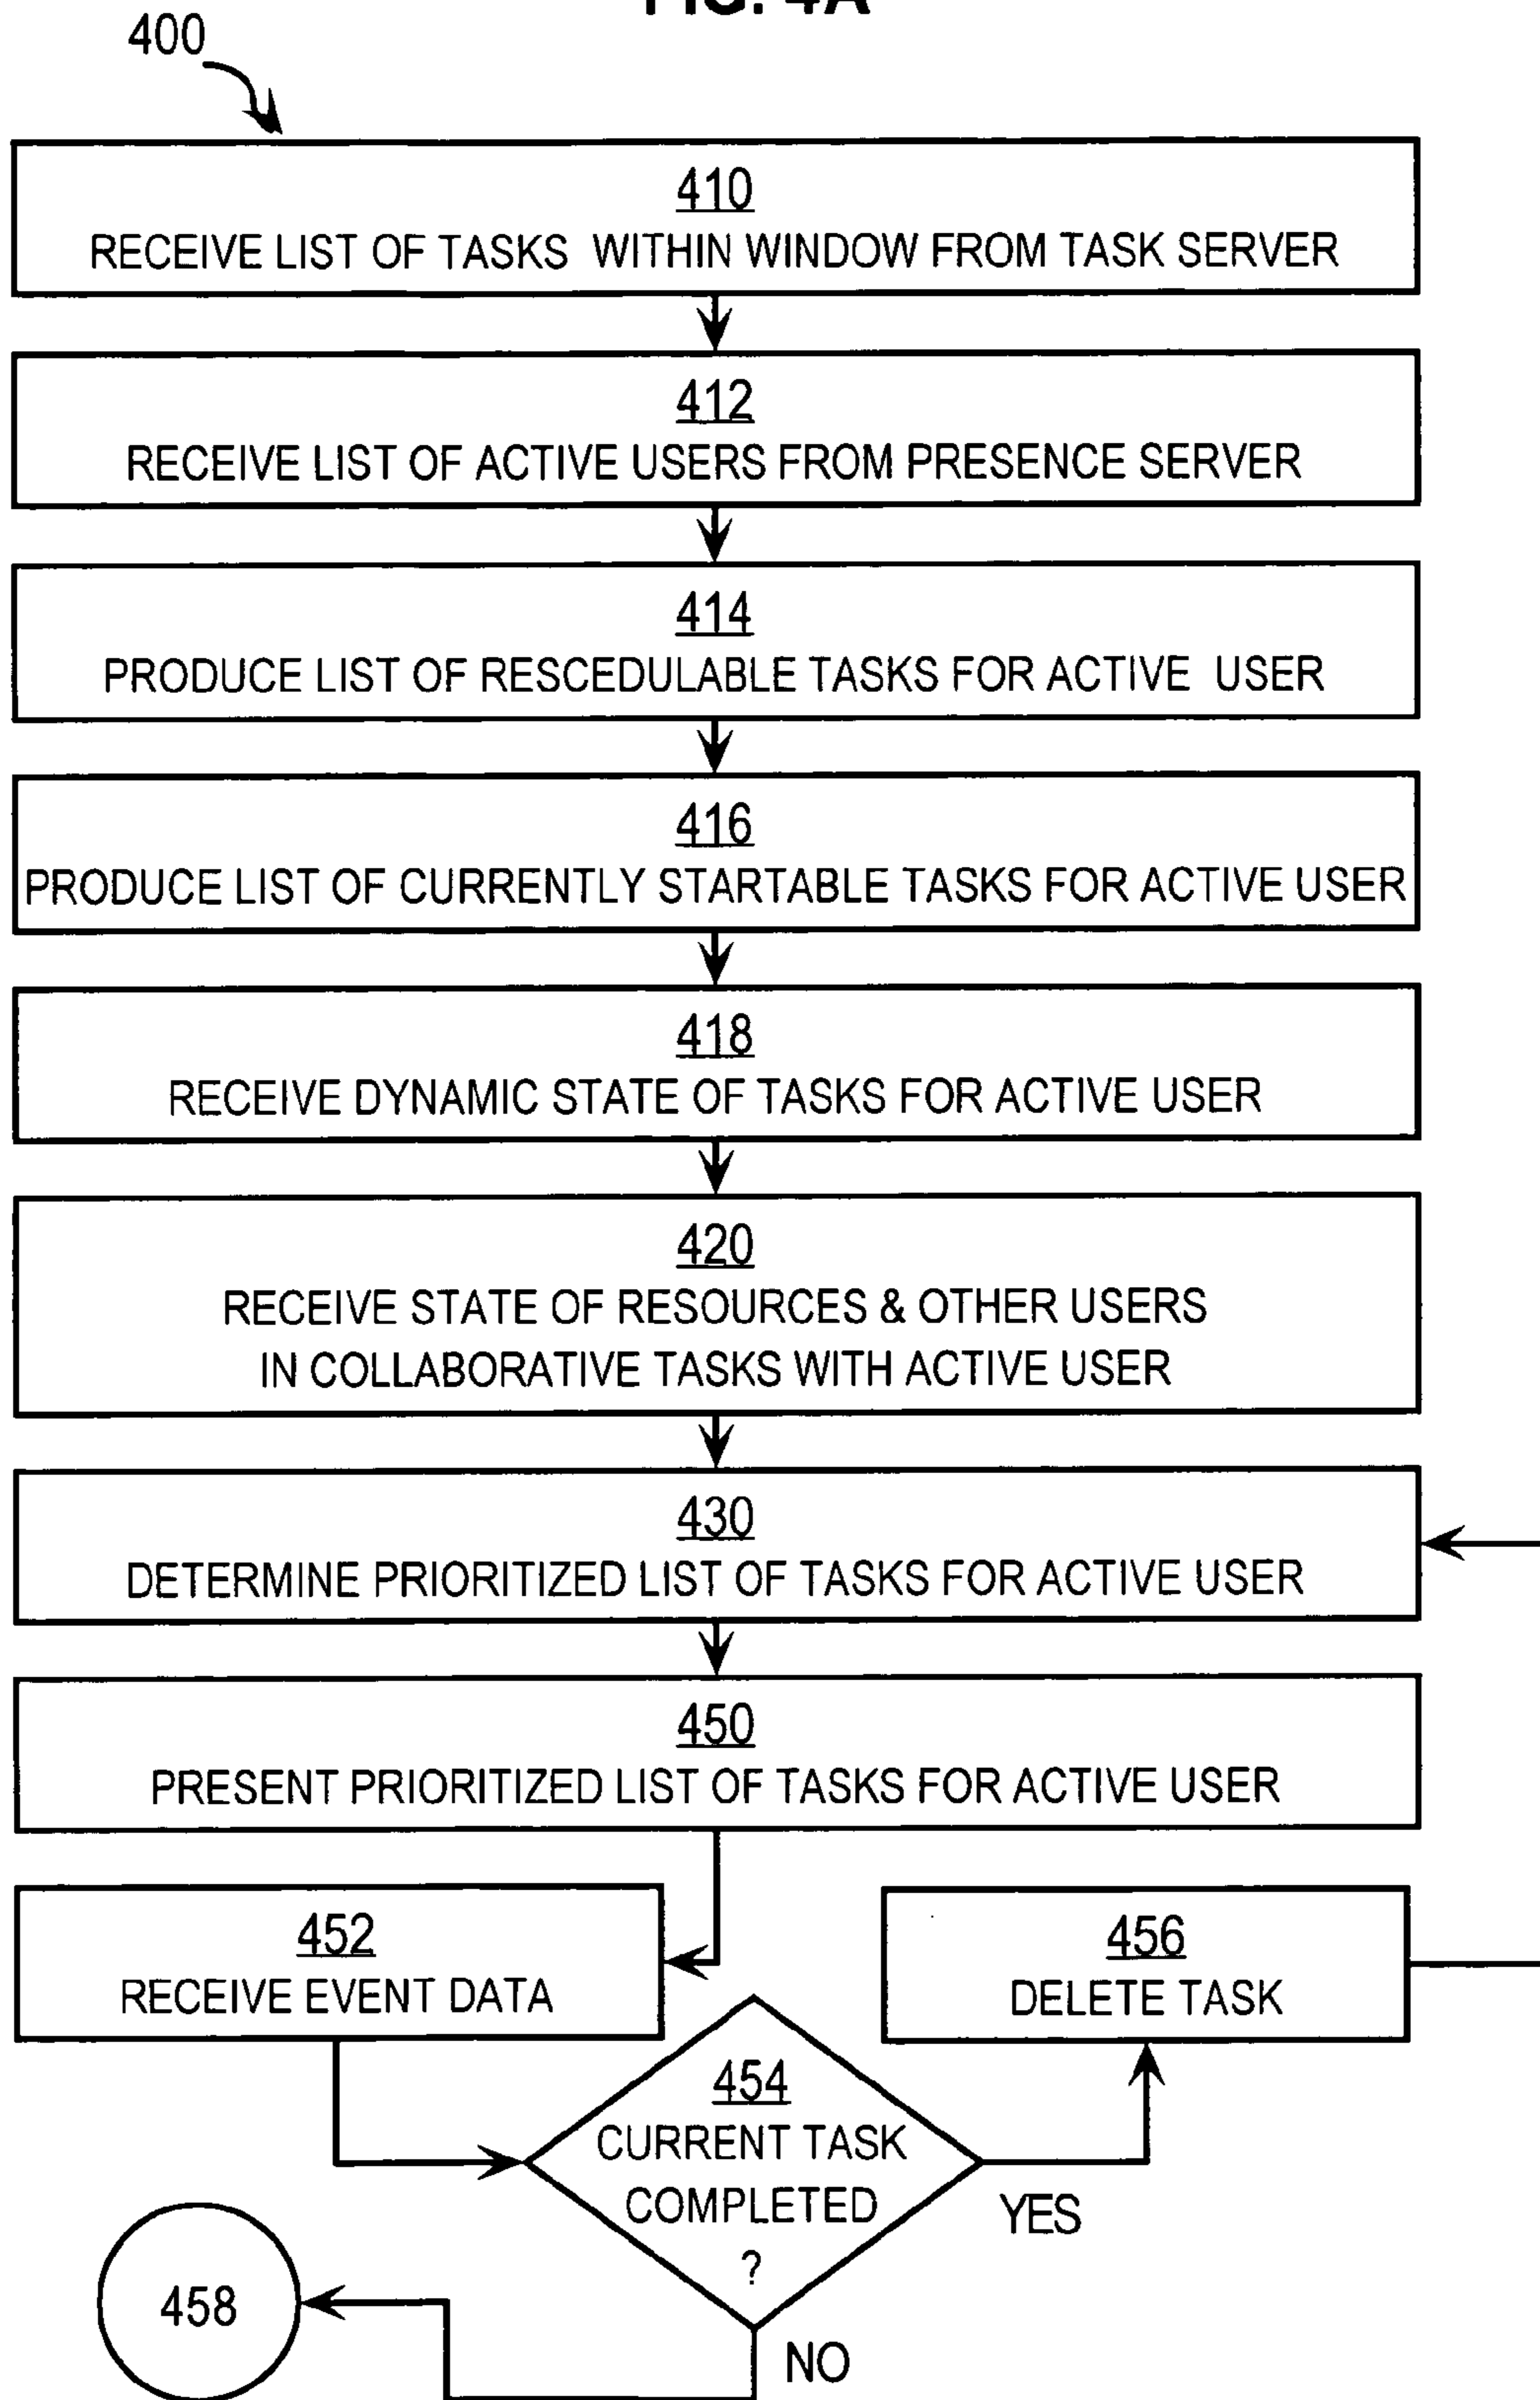 FIG. 4A
400
410
RECEIVE LIST OF TASKS WITHIN WINDOW FROM TASK SERVER
412
RECEIVE LIST OF ACTIVE USERS FROM PRESENCE SERVER
414
PRODUCE LIST OF RESCEDULABLE TASKS FOR ACTIVE USER
416
PRODUCE LIST OF CURRENTLY STARTABLE TASKS FOR ACTIVE USER
418
RECEIVE DYNAMIC STATE OF TASKS FOR ACTIVE USER
420
RECEIVE STATE OF RESOURCES & OTHER USERS
IN COLLABORATIVE TASKS WITH ACTIVE USER
430
DETERMINE PRIORITIZED LIST OF TASKS FOR ACTIVE USER
450
PRESENT PRIORITIZED LIST OF TASKS FOR ACTIVE USER
452
RECEIVE EVENT DATA
456
DELETE TASK
454
CURRENT TASK
COMPLETED
?
YES
458
NO